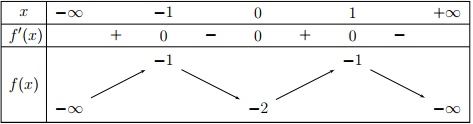 x −∞ −1 0 1 +∞
f′(x) + 0 − 0 + 0 −
−1 −1
f(x)
−∞ −2 −∞